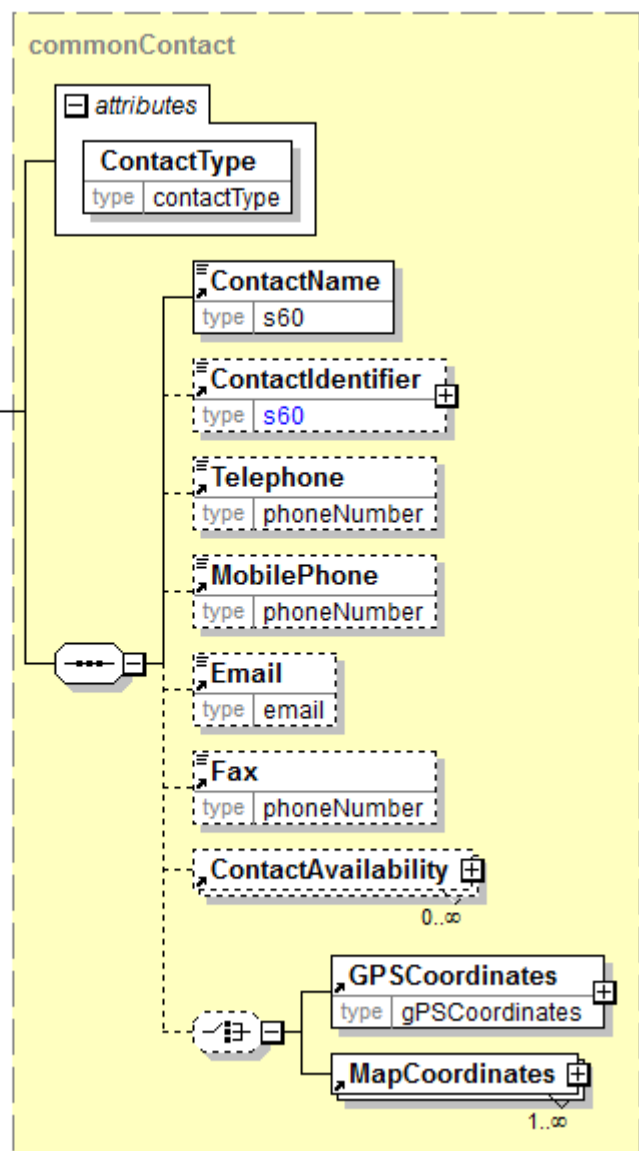 commonContact
attributes
ContactType
type contactType
ContactName
type s60
ContactIdentifier
type s60
Telephone
type phoneNumber
MobilePhone
type phoneNumber
Email
type email
Fax
type phoneNumber
ContactAvailability
0..∞
GPSCoordinates
type gPSCoordinates
MapCoordinates
1..∞